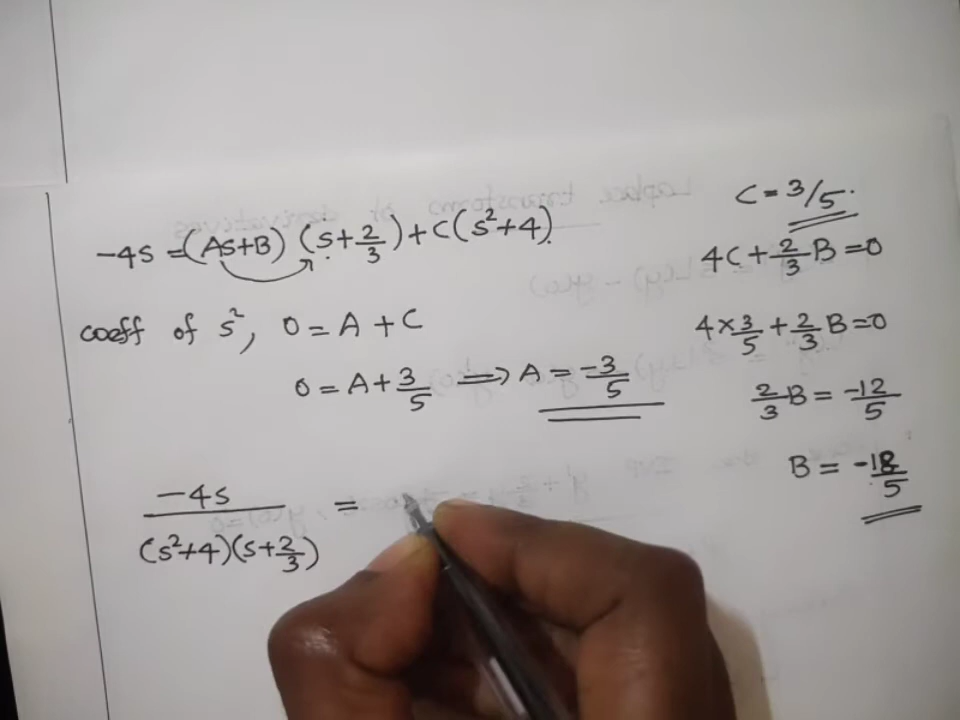 -4s = (As+B) (s+2/3) + C(s²+4)
coeff of s², 0 = A + C
0 = A + 3/5 ⟹ A = -3/5
-4s / (s²+4)(s+2/3) =
C = 3/5.
4C + 2/3 B = 0
4 × 3/5 + 2/3 B = 0
2/3 B = -12/5
B = -18/5